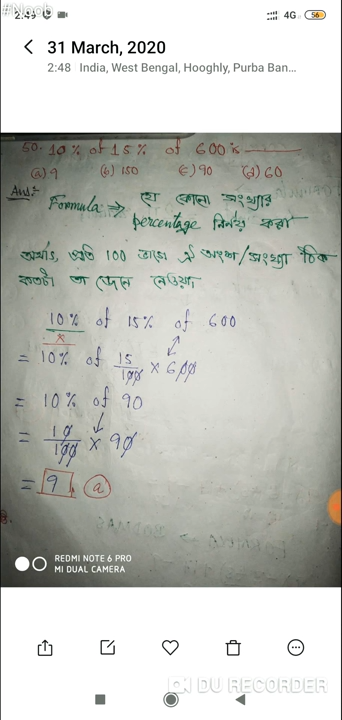 #Noob
2:49 4G 56
31 March, 2020
2:48 India, West Bengal, Hooghly, Purba Ban...
50. 10% of 15% of 600 is
(a) 9 (b) 150 (c) 90 (d) 60
Ans:-
Formula → যে কোনো সংখ্যার
percentage নির্ণয় করা
অর্থাৎ প্রতি 100 ভাগে ঐ অংশ/সংখ্যা ঠিক
কতটা তা জেনে নেওয়া
10% of 15% of 600
= 10% of 15/100 × 600
= 10% of 90
= 10/100 × 90
= 9 (a)
REDMI NOTE 6 PRO
MI DUAL CAMERA
DU RECORDER